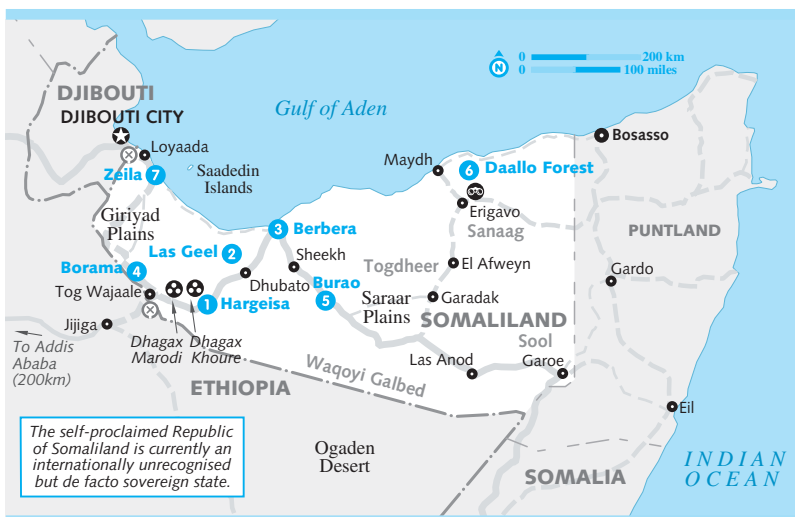 0 200 km
N
0 100 miles
DJIBOUTI
DJIBOUTI CITY
Gulf of Aden
Bosasso
Loyaada
Maydh
6 Daallo Forest
Zeila 7
Saadedin
Islands
Erigavo
Sanaag
Giriyad
Plains
3 Berbera
PUNTLAND
Las Geel 2
Sheekh
Togdheer
El Afweyn
Borama
4
Gardo
Dhubato
Burao
5
Tog Wajaale
1 Hargeisa
Saraar
Plains
Garadak
SOMALILAND
Jijiga
Dhagax
Marodi
Dhagax
Khoure
Sool
To Addis
Ababa
(200km)
Las Anod
Garoe
Waqoyi Galbed
ETHIOPIA
Eil
The self-proclaimed Republic
of Somaliland is currently an
internationally unrecognised
but de facto sovereign state.
Ogaden
Desert
INDIAN
OCEAN
SOMALIA